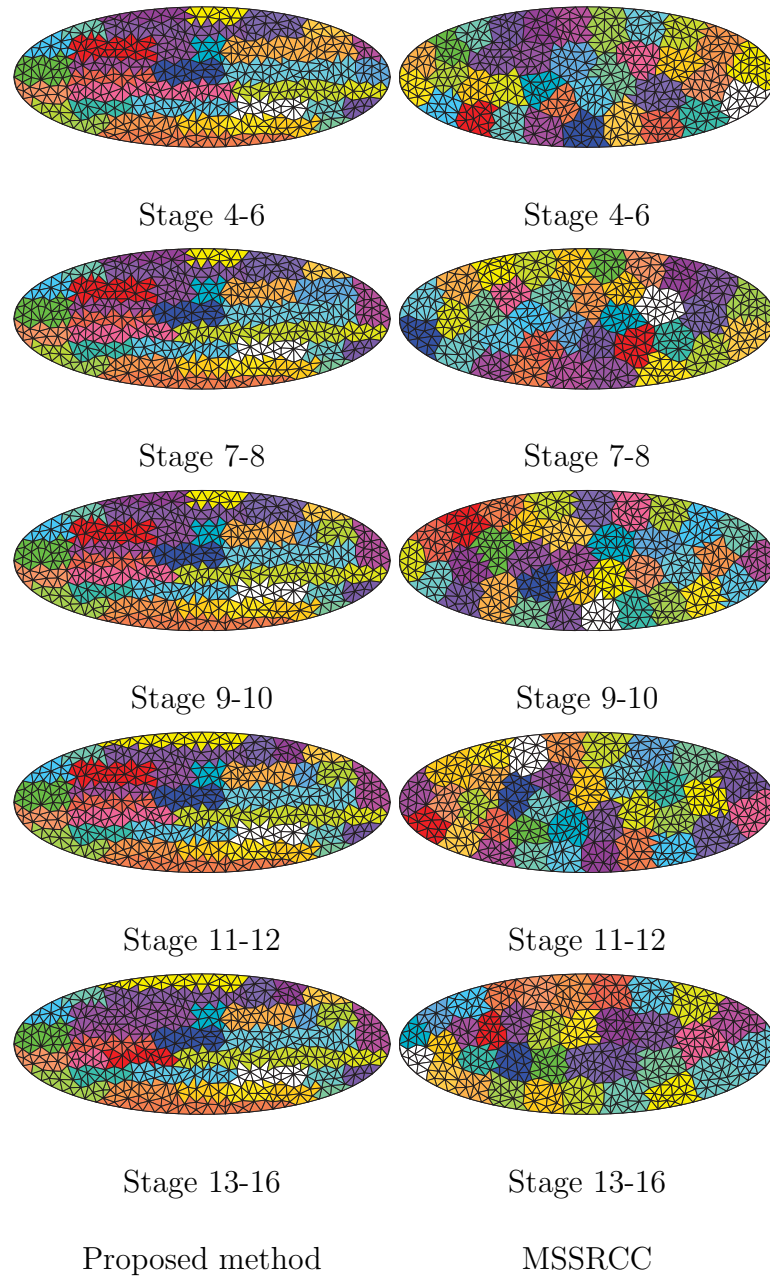 Stage 4-6 Stage 4-6
Stage 7-8 Stage 7-8
Stage 9-10 Stage 9-10
Stage 11-12 Stage 11-12
Stage 13-16 Stage 13-16
Proposed method MSSRCC